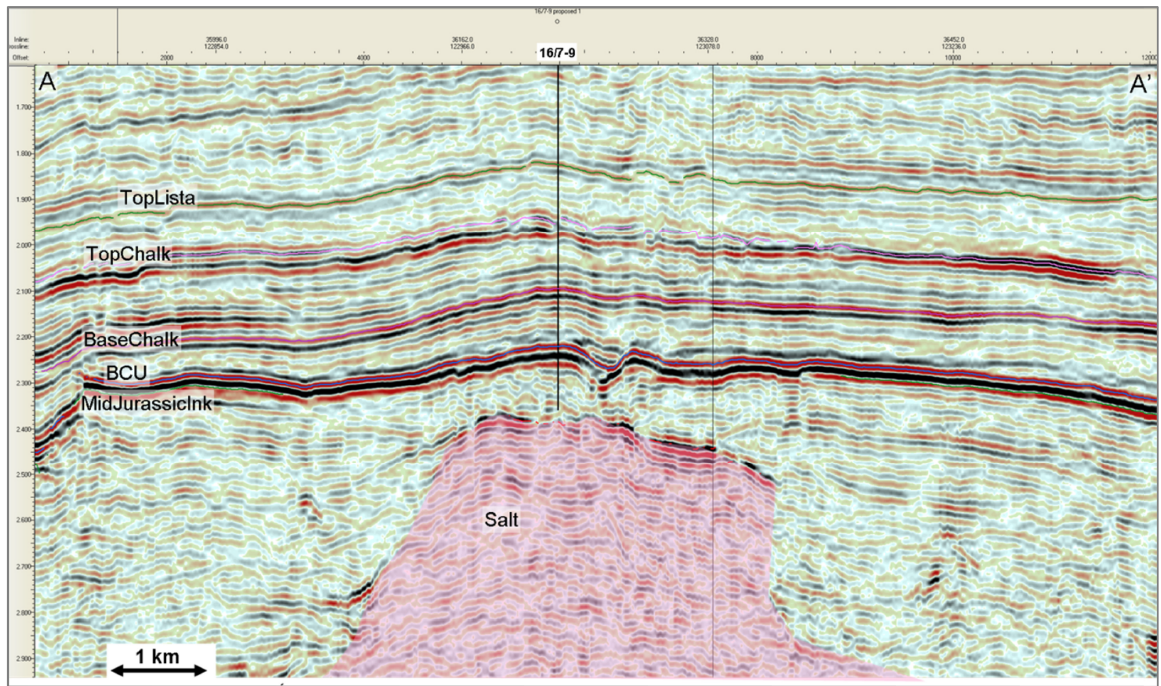 16/7-9 proposed 1
Inline: 35996.0 36162.0 36328.0 36452.0
rossline: 122854.0 122966.0 123078.0 123236.0
Offset: 2000 4000 8000 10000 12000
16/7-9
A A'
1.700
1.800
1.900
TopLista
2.000
TopChalk
2.100
2.200
BaseChalk
BCU
2.300
MidJurassicInk
2.400
2.500
Salt
2.600
2.700
2.800
2.900
1 km